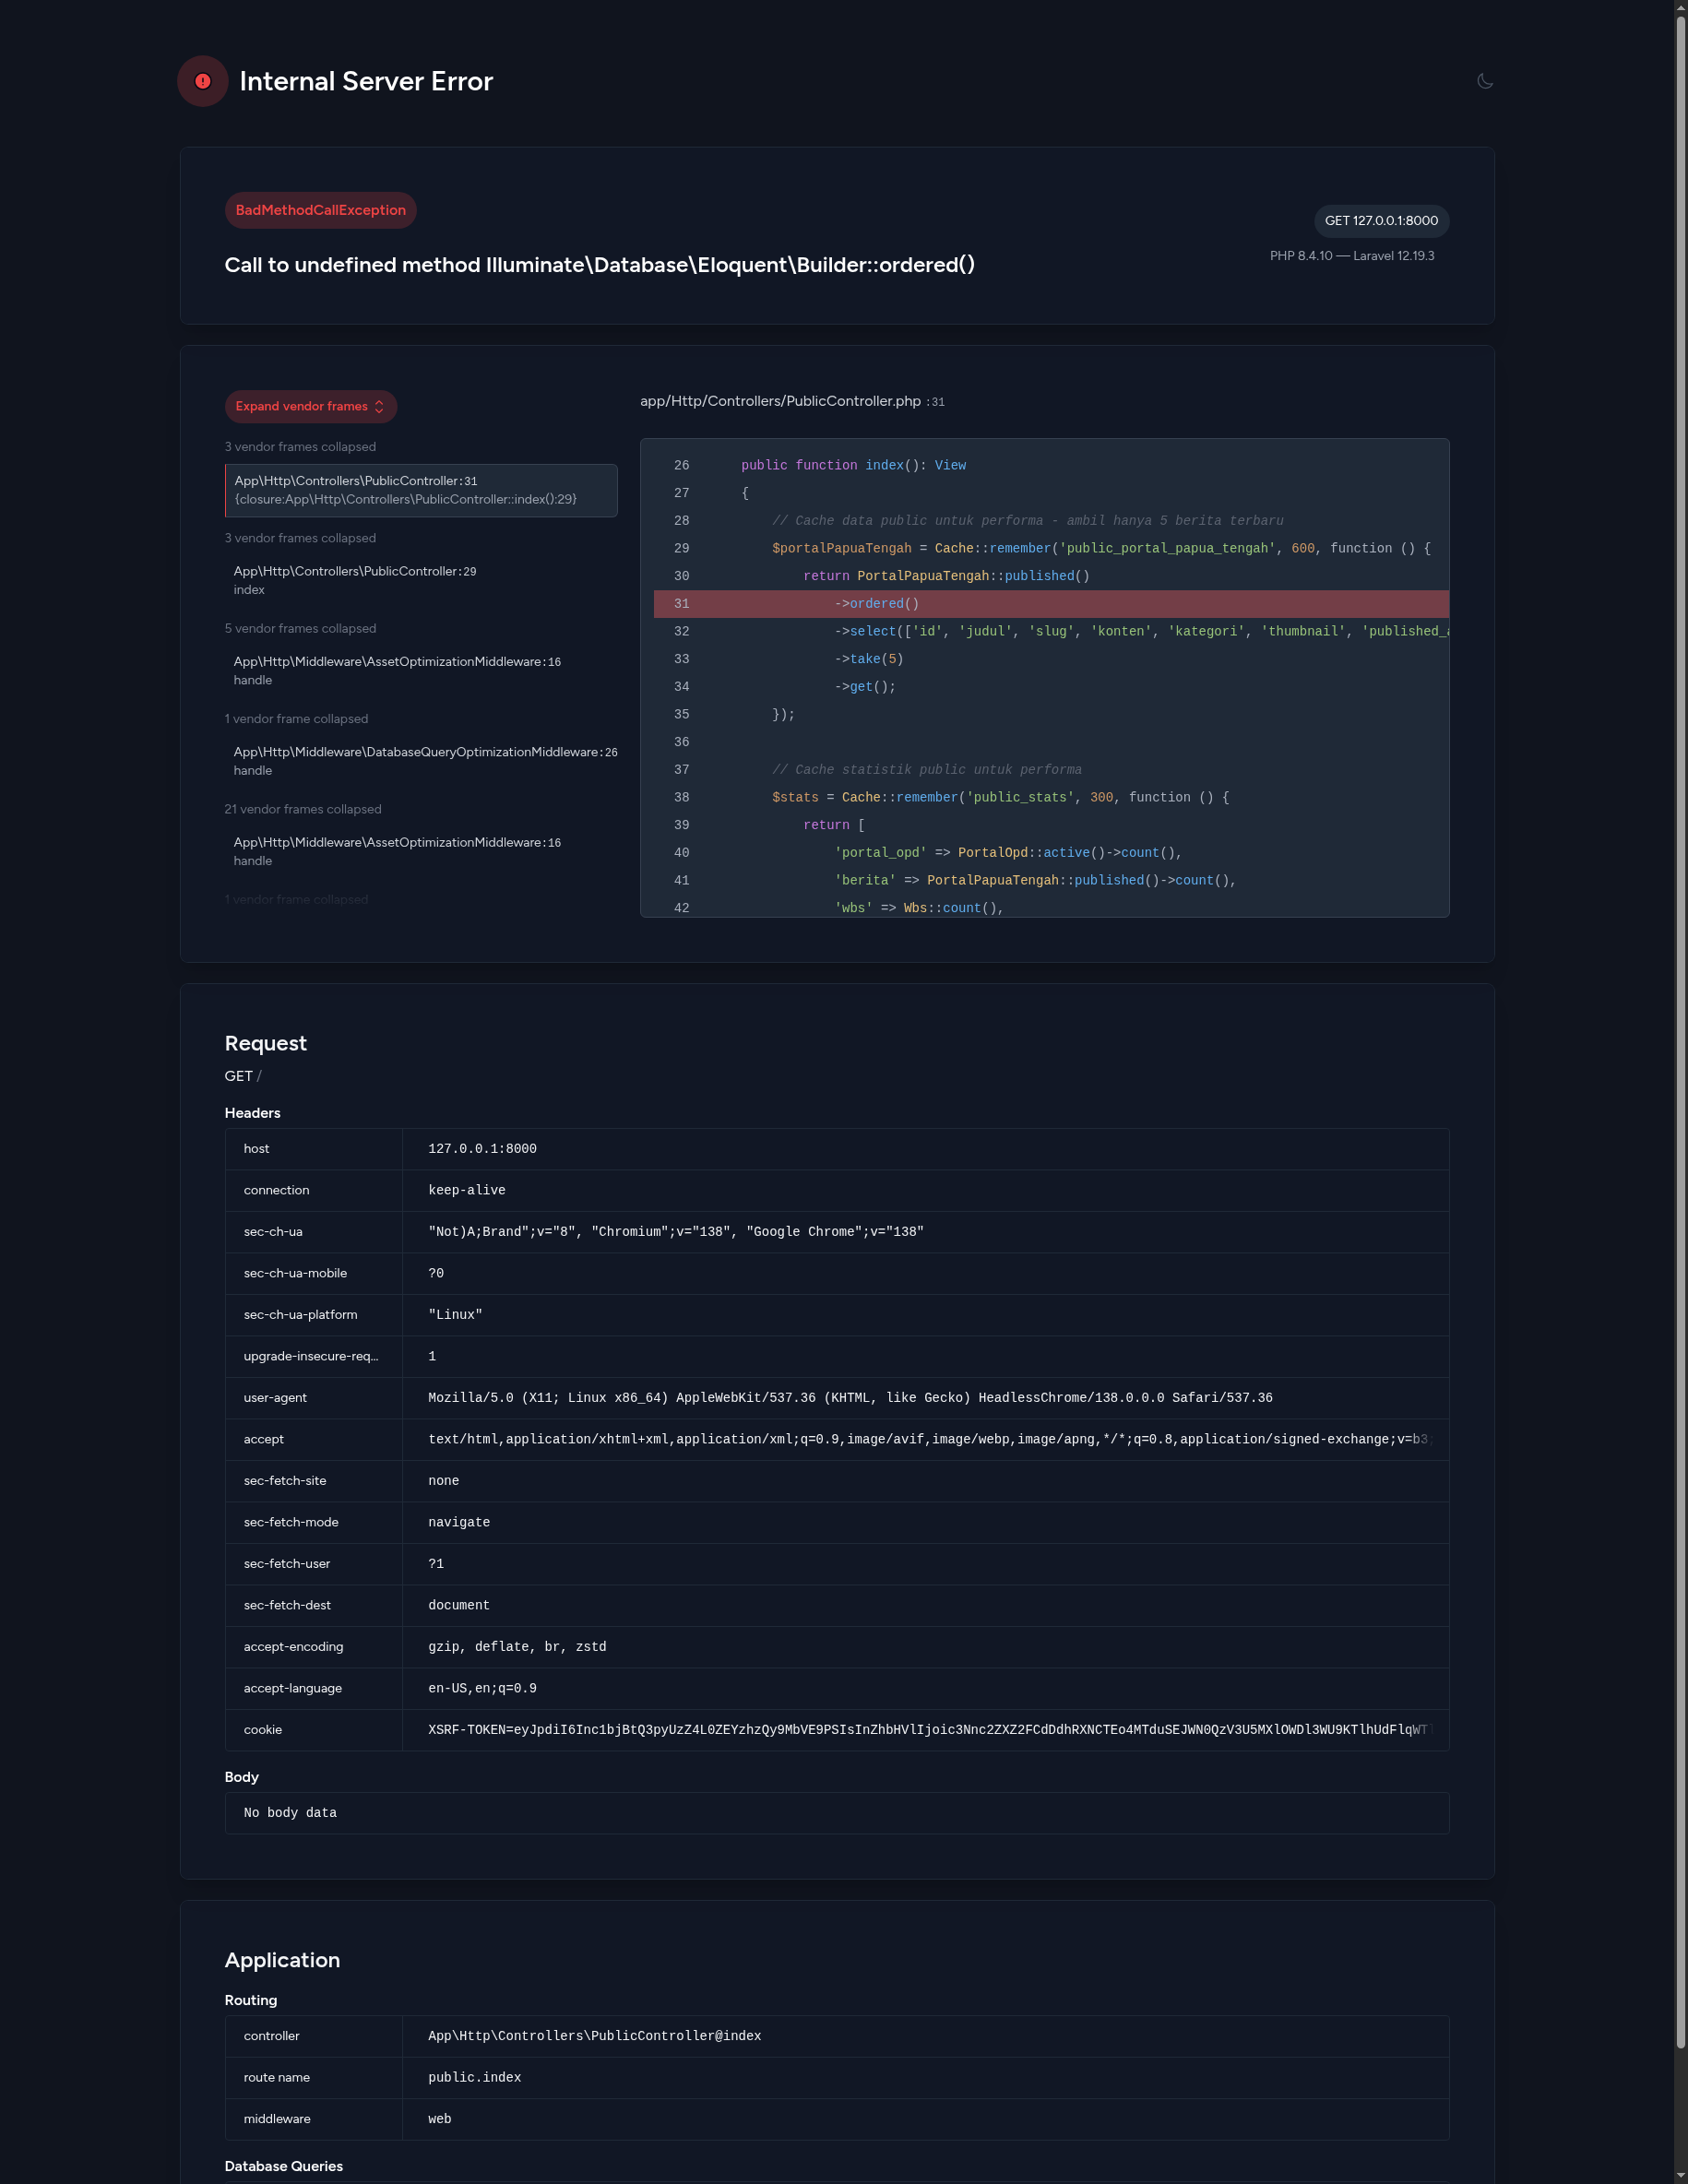 Internal Server Error
BadMethodCallException
GET 127.0.0.1:8000
Call to undefined method Illuminate\Database\Eloquent\Builder::ordered()
PHP 8.4.10 — Laravel 12.19.3
Expand vendor frames
3 vendor frames collapsed
App\Http\Controllers\PublicController:31
{closure:App\Http\Controllers\PublicController::index():29}
3 vendor frames collapsed
App\Http\Controllers\PublicController:29
index
5 vendor frames collapsed
App\Http\Middleware\AssetOptimizationMiddleware:16
handle
1 vendor frame collapsed
App\Http\Middleware\DatabaseQueryOptimizationMiddleware:26
handle
21 vendor frames collapsed
App\Http\Middleware\AssetOptimizationMiddleware:16
handle
1 vendor frame collapsed
app/Http/Controllers/PublicController.php :31
26 public function index(): View
27 {
28 // Cache data public untuk performa - ambil hanya 5 berita terbaru
29 $portalPapuaTengah = Cache::remember('public_portal_papua_tengah', 600, function () {
30 return PortalPapuaTengah::published()
31 ->ordered()
32 ->select(['id', 'judul', 'slug', 'konten', 'kategori', 'thumbnail', 'published_a
33 ->take(5)
34 ->get();
35 });
36
37 // Cache statistik public untuk performa
38 $stats = Cache::remember('public_stats', 300, function () {
39 return [
40 'portal_opd' => PortalOpd::active()->count(),
41 'berita' => PortalPapuaTengah::published()->count(),
42 'wbs' => Wbs::count(),
Request
GET /
Headers
host 127.0.0.1:8000
connection keep-alive
sec-ch-ua "Not)A;Brand";v="8", "Chromium";v="138", "Google Chrome";v="138"
sec-ch-ua-mobile ?0
sec-ch-ua-platform "Linux"
upgrade-insecure-req... 1
user-agent Mozilla/5.0 (X11; Linux x86_64) AppleWebKit/537.36 (KHTML, like Gecko) HeadlessChrome/138.0.0.0 Safari/537.36
accept text/html,application/xhtml+xml,application/xml;q=0.9,image/avif,image/webp,image/apng,*/*;q=0.8,application/signed-exchange;v=b3;
sec-fetch-site none
sec-fetch-mode navigate
sec-fetch-user ?1
sec-fetch-dest document
accept-encoding gzip, deflate, br, zstd
accept-language en-US,en;q=0.9
cookie XSRF-TOKEN=eyJpdiI6Inc1bjBtQ3pyUzZ4L0ZEYzhzQy9MbVE9PSIsInZhbHVlIjoic3Nnc2ZXZ2FCdDdhRXNCTEo4MTduSEJWN0QzV3U5MXlOWDl3WU9KTlhUdFlqWT
Body
No body data
Application
Routing
controller App\Http\Controllers\PublicController@index
route name public.index
middleware web
Database Queries